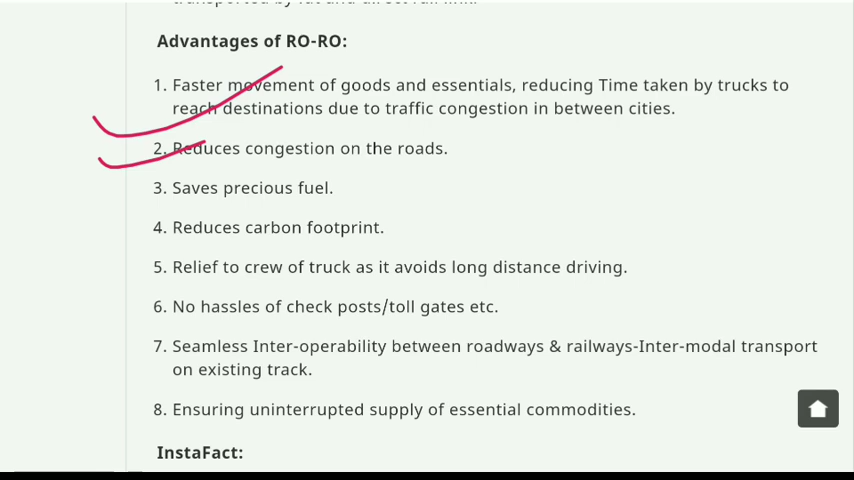 Advantages of RO-RO:
1. Faster movement of goods and essentials, reducing Time taken by trucks to
reach destinations due to traffic congestion in between cities.
2. Reduces congestion on the roads.
3. Saves precious fuel.
4. Reduces carbon footprint.
5. Relief to crew of truck as it avoids long distance driving.
6. No hassles of check posts/toll gates etc.
7. Seamless Inter-operability between roadways & railways-Inter-modal transport
on existing track.
8. Ensuring uninterrupted supply of essential commodities.
InstaFact: